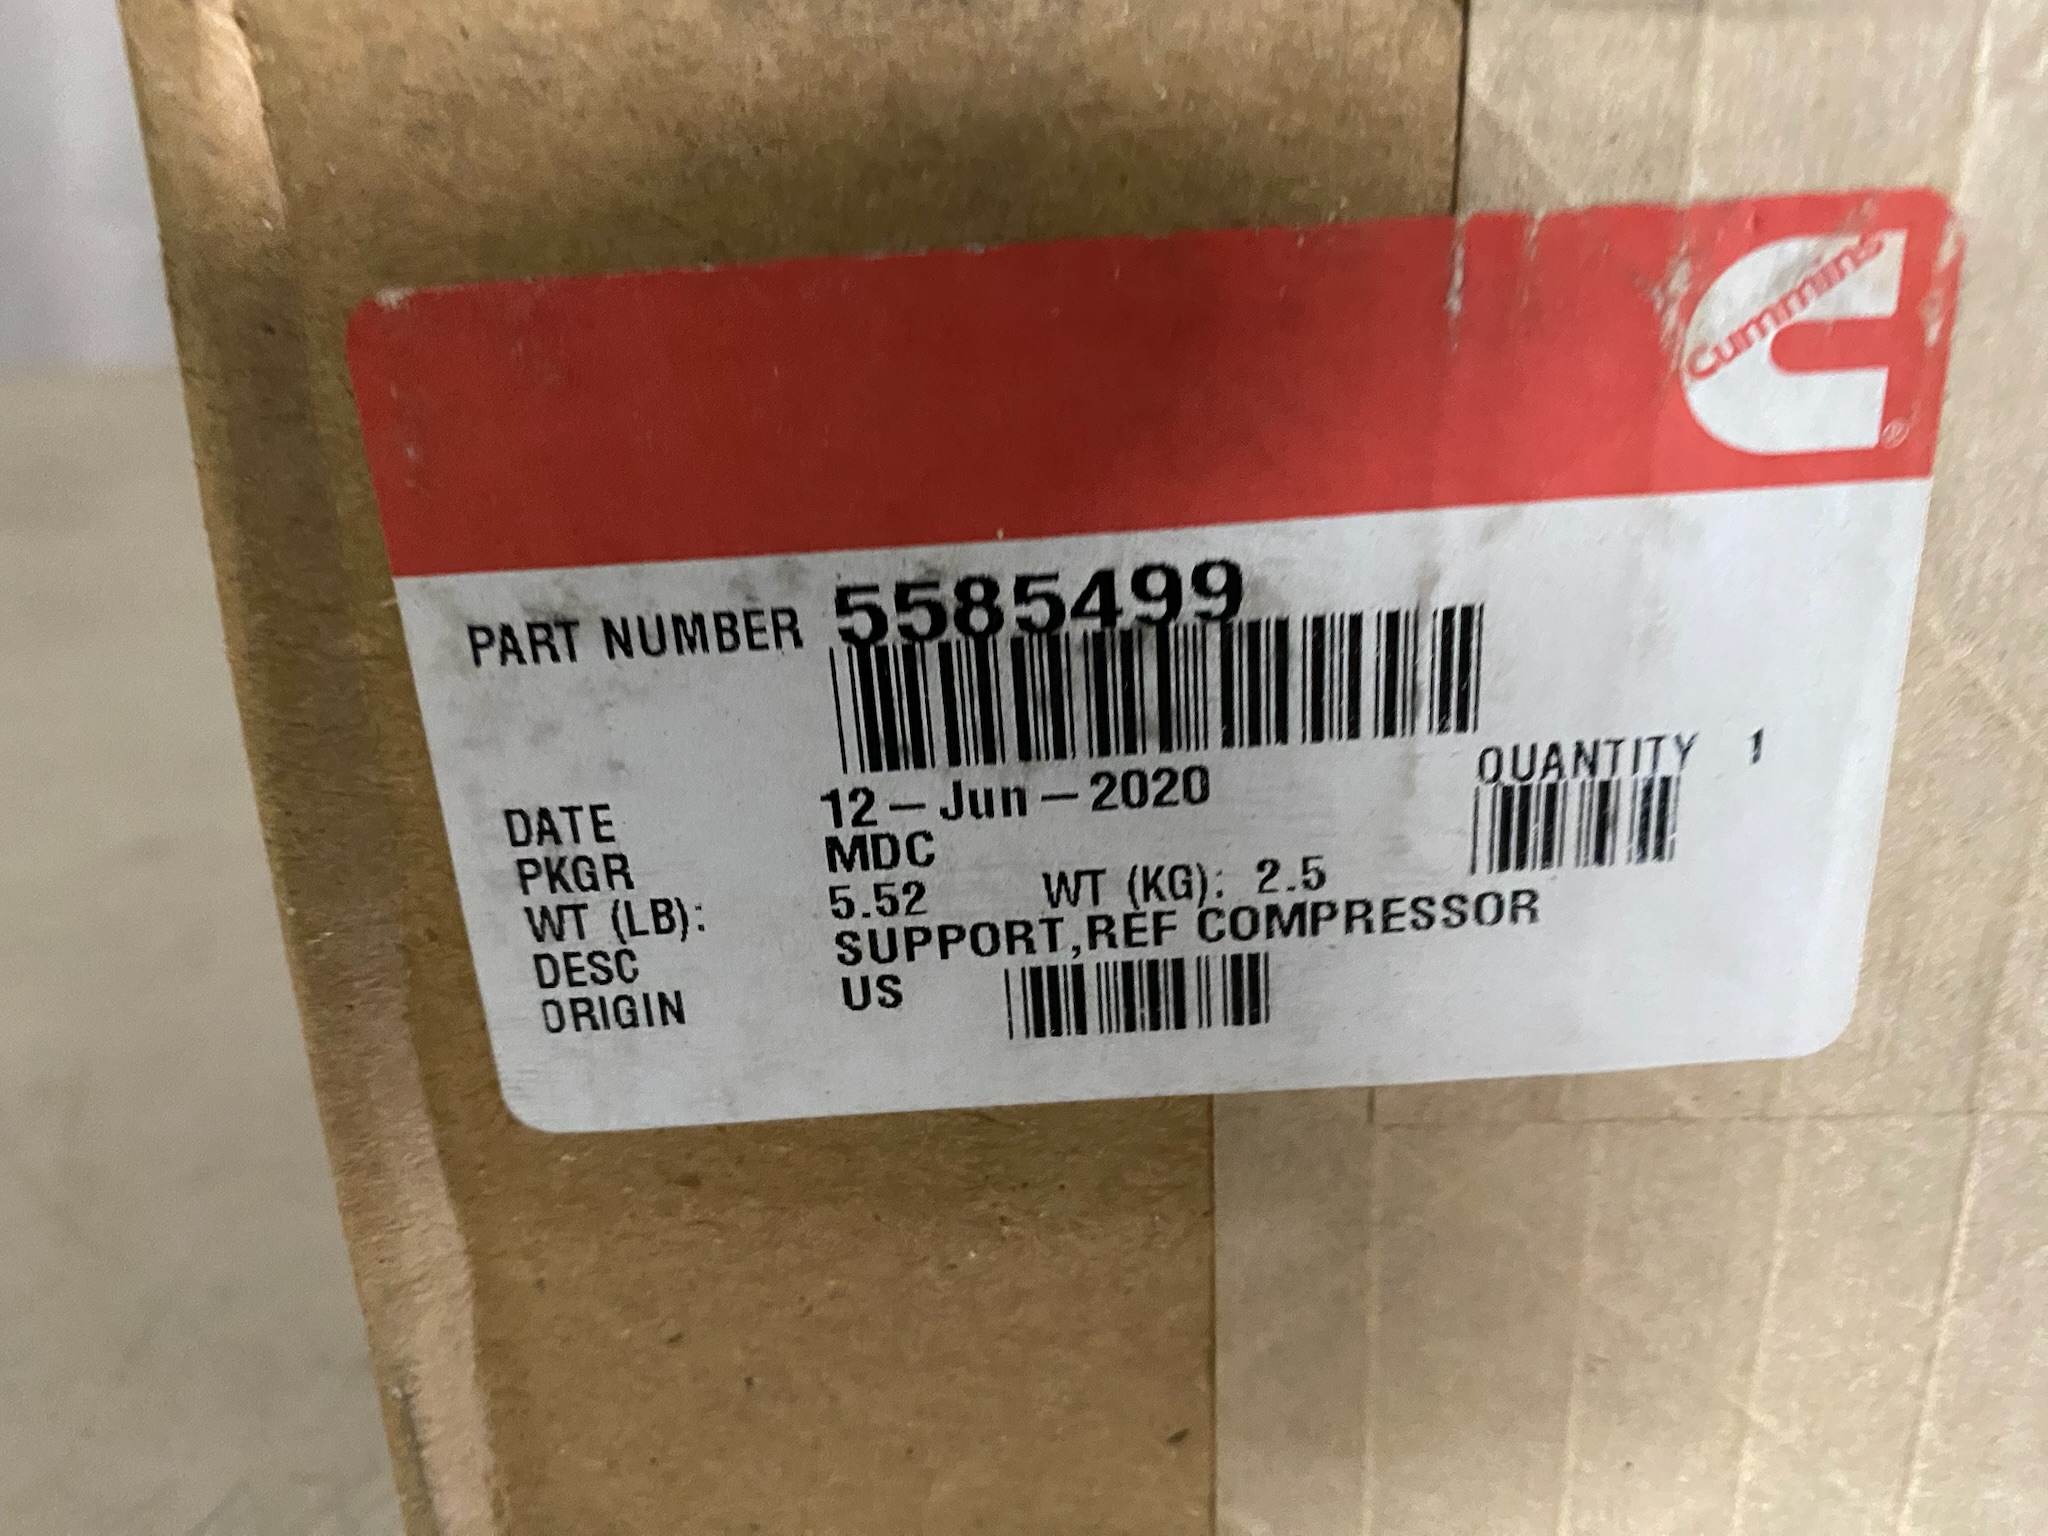 Cummins
®
PART NUMBER 5585499
QUANTITY 1
DATE 12-Jun-2020
PKGR MDC
WT (LB): 5.52 WT (KG): 2.5
DESC SUPPORT,REF COMPRESSOR
ORIGIN US